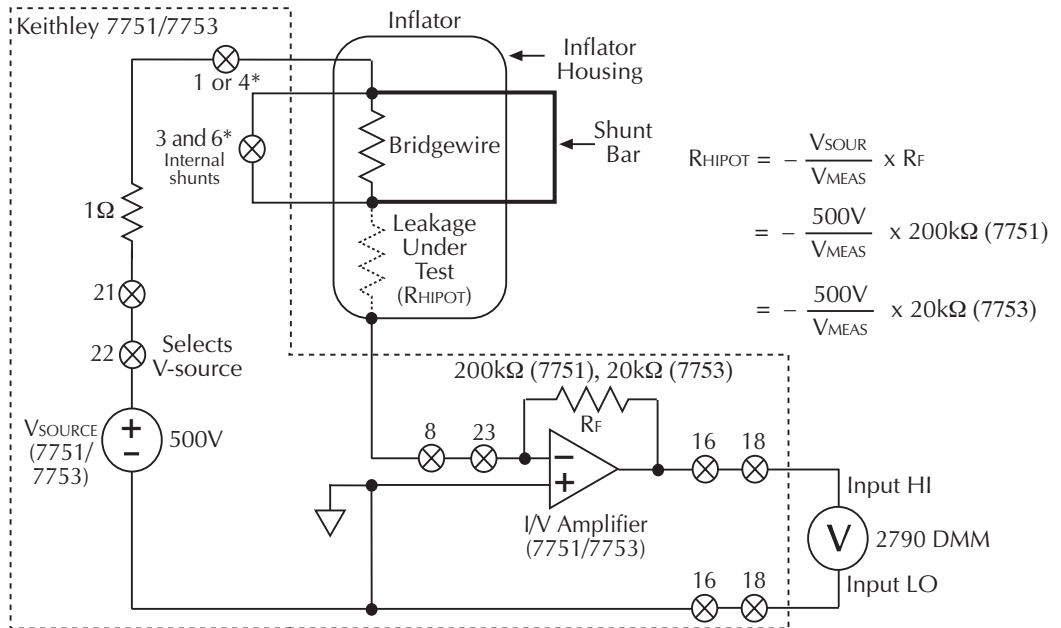 Keithley 7751/7753
Inflator
Inflator
Housing
1 or 4*
3 and 6*
Internal
shunts
Bridgewire
Shunt
Bar
1Ω
Leakage
Under
Test
(RHIPOT)
21
22
Selects
V-source
VSOURCE
(7751/
7753)
+
−
500V
RHIPOT = − VSOUR / VMEAS x RF
= − 500V / VMEAS x 200kΩ (7751)
= − 500V / VMEAS x 20kΩ (7753)
200kΩ (7751), 20kΩ (7753)
RF
8
23
−
+
I/V Amplifier
(7751/7753)
16
18
Input HI
V
2790 DMM
Input LO
16
18